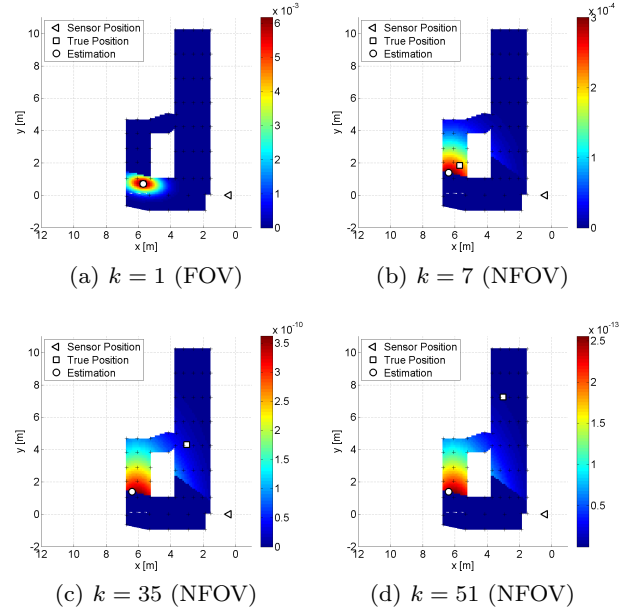 x 10⁻³
Sensor Position
True Position
Estimation
10
8
6
4
2
0
-2
y [m]
12 10 8 6 4 2 0
x [m]
6
5
4
3
2
1
0
(a) k = 1 (FOV)
x 10⁻⁴
Sensor Position
True Position
Estimation
10
8
6
4
2
0
-2
y [m]
12 10 8 6 4 2 0
x [m]
3
2
1
0
(b) k = 7 (NFOV)
x 10⁻¹⁰
Sensor Position
True Position
Estimation
10
8
6
4
2
0
-2
y [m]
12 10 8 6 4 2 0
x [m]
3.5
3
2.5
2
1.5
1
0.5
0
(c) k = 35 (NFOV)
x 10⁻¹³
Sensor Position
True Position
Estimation
10
8
6
4
2
0
-2
y [m]
12 10 8 6 4 2 0
x [m]
2.5
2
1.5
1
0.5
(d) k = 51 (NFOV)